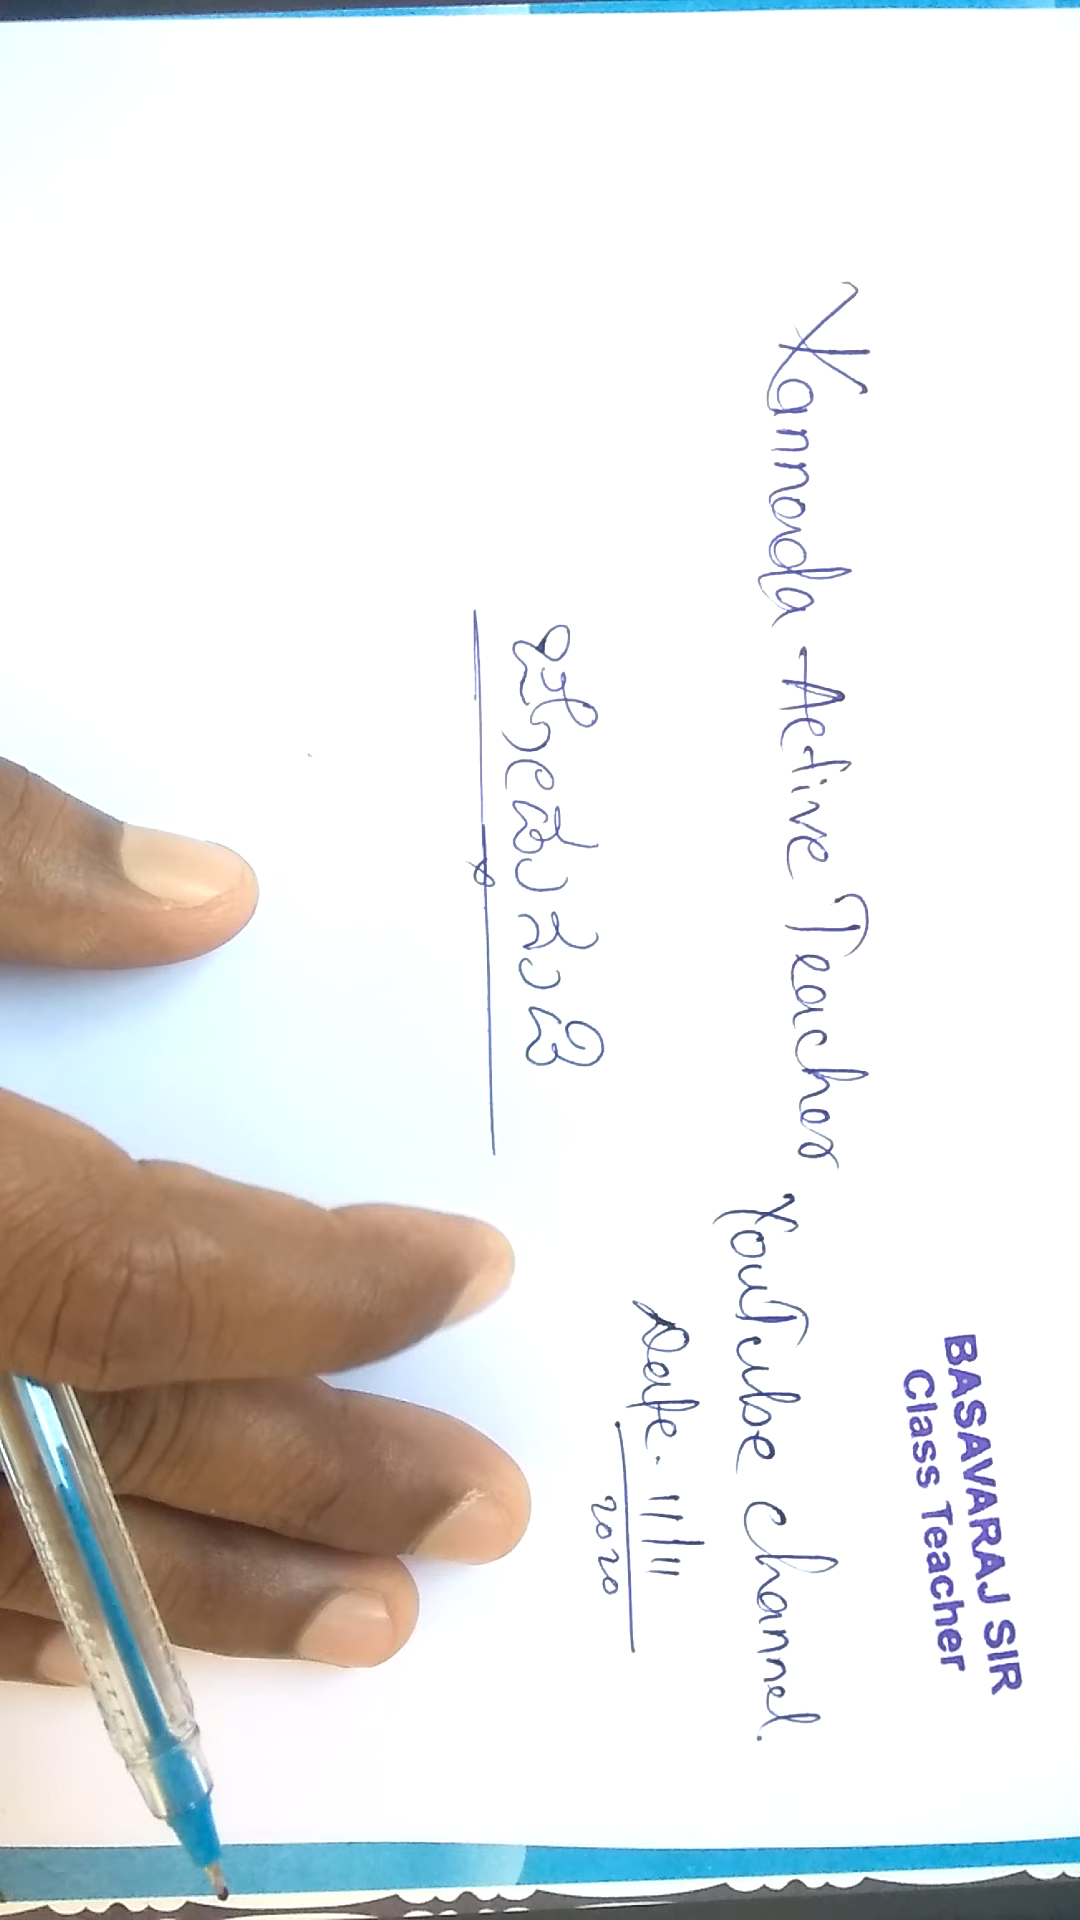 BASAVARAJ SIR
Class Teacher
Kannada Active Teacher YouTube channel.
Date. 11/11
2020